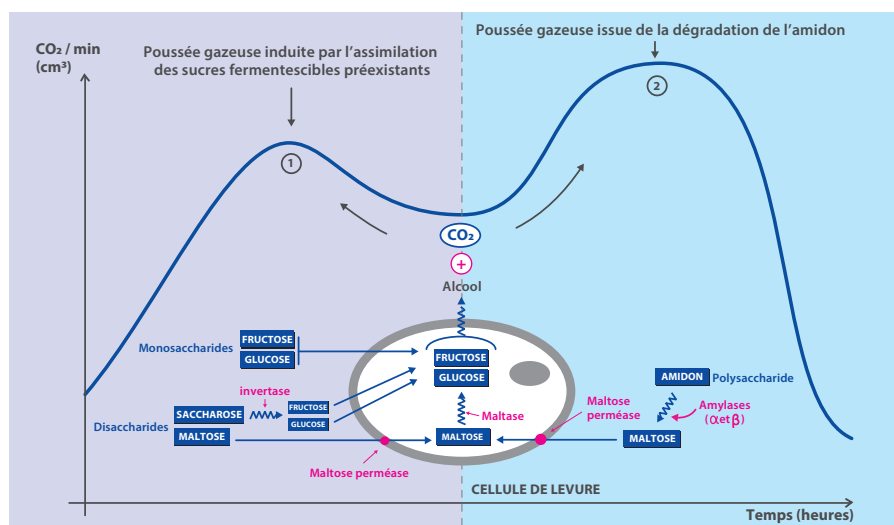 CO₂ / min
(cm³)
Poussée gazeuse induite par l'assimilation
des sucres fermentescibles préexistants
1
Poussée gazeuse issue de la dégradation de l'amidon
2
CO₂
+
Alcool
Monosaccharides
FRUCTOSE
GLUCOSE
FRUCTOSE
GLUCOSE
invertase
Disaccharides
SACCHAROSE
MALTOSE
FRUCTOSE
GLUCOSE
Maltase
MALTOSE
Maltose perméase
Maltose
perméase
AMIDON
Polysaccharide
Amylases
(α et β)
MALTOSE
CELLULE DE LEVURE
Temps (heures)